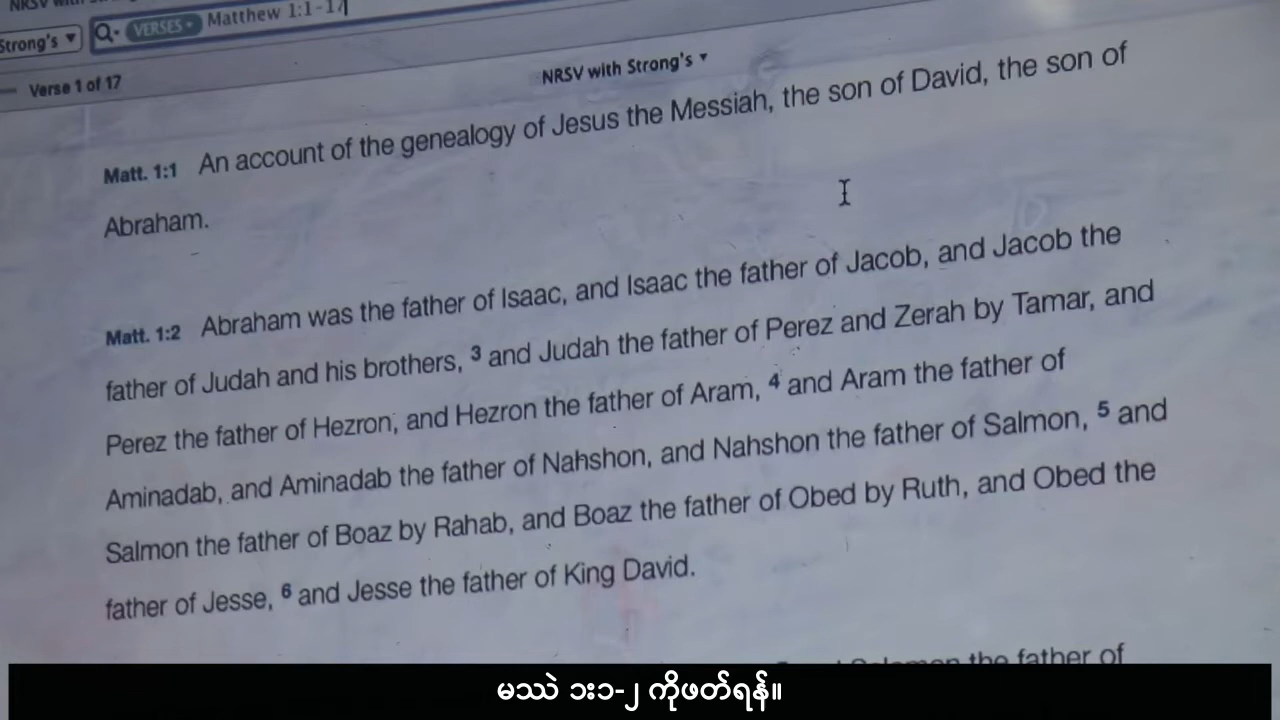 Strong's
VERSES
Matthew 1:1-17
Verse 1 of 17
NRSV with Strong's
Matt. 1:1 An account of the genealogy of Jesus the Messiah, the son of David, the son of
Abraham.
Matt. 1:2 Abraham was the father of Isaac, and Isaac the father of Jacob, and Jacob the
father of Judah and his brothers, 3 and Judah the father of Perez and Zerah by Tamar, and
Perez the father of Hezron, and Hezron the father of Aram, 4 and Aram the father of
Aminadab, and Aminadab the father of Nahshon, and Nahshon the father of Salmon, 5 and
Salmon the father of Boaz by Rahab, and Boaz the father of Obed by Ruth, and Obed the
father of Jesse, 6 and Jesse the father of King David.
the father of
မဿဲ ၁း၁-၂ ကိုဖတ်ရန်။